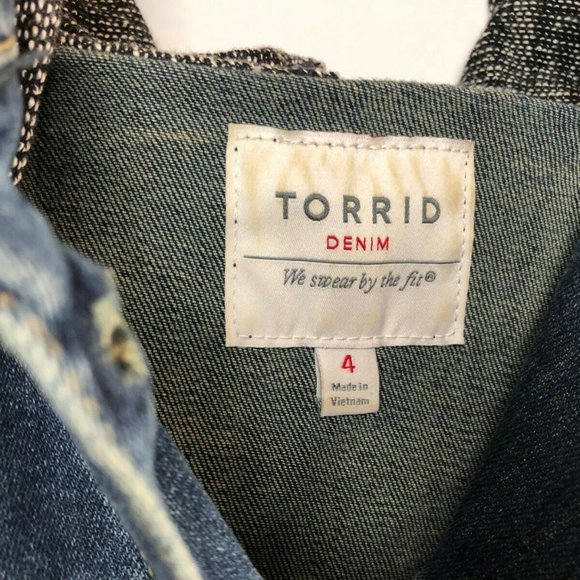 TORRID
DENIM
We swear by the fit®
4
Made in
Vietnam